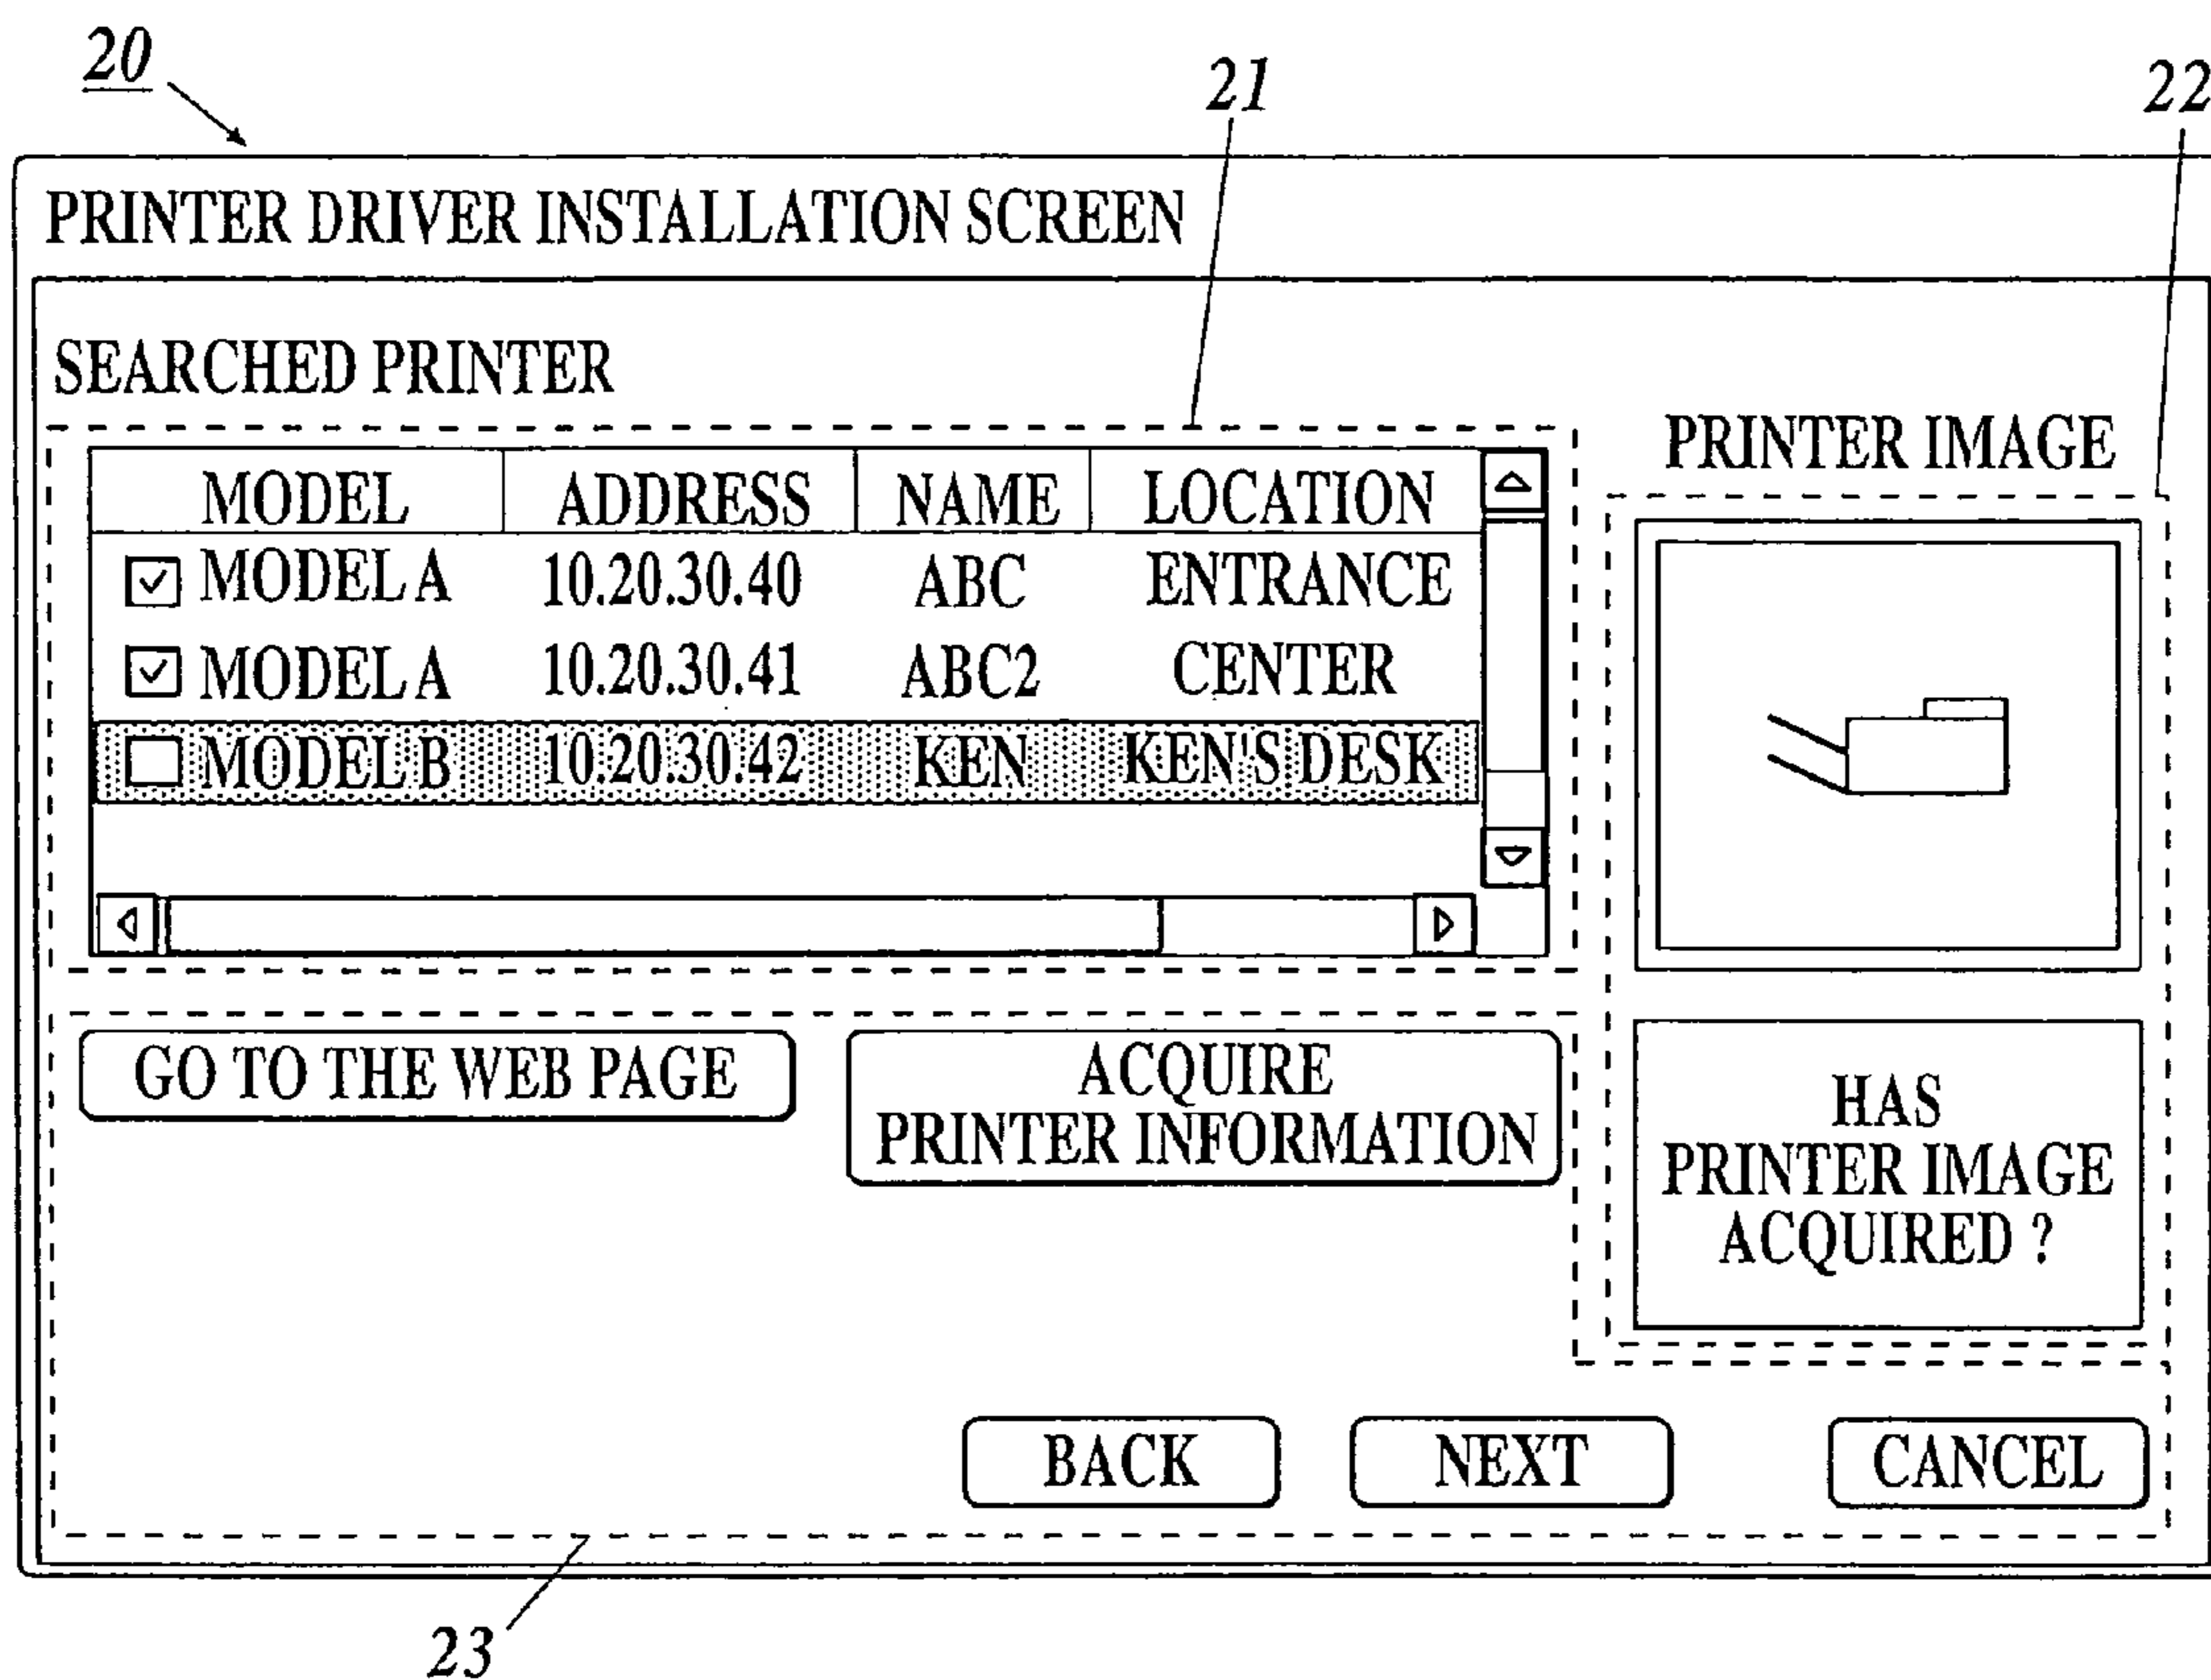 20
21
22
PRINTER DRIVER INSTALLATION SCREEN
SEARCHED PRINTER
PRINTER IMAGE
MODEL ADDRESS NAME LOCATION
MODEL A 10.20.30.40 ABC ENTRANCE
MODEL A 10.20.30.41 ABC2 CENTER
MODEL B 10.20.30.42 KEN KEN'S DESK
GO TO THE WEB PAGE
ACQUIRE
PRINTER INFORMATION
HAS
PRINTER IMAGE
ACQUIRED ?
BACK
NEXT
CANCEL
23